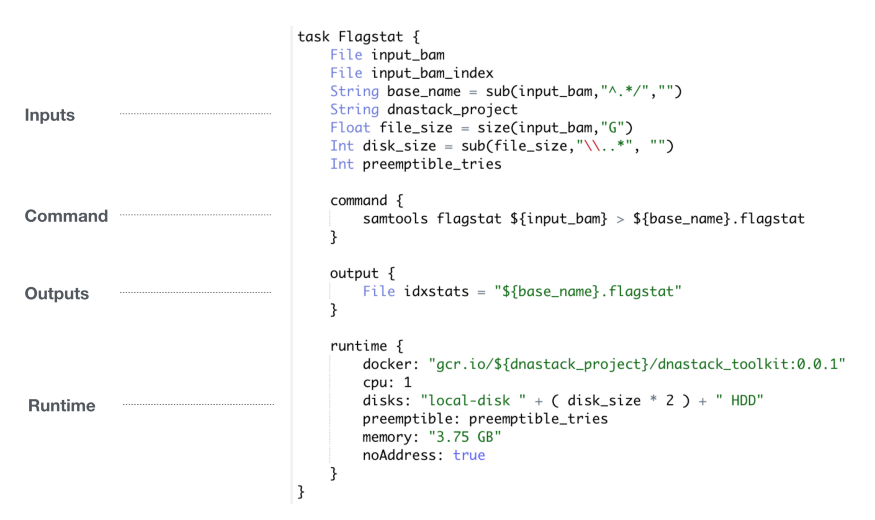 task Flagstat {
File input_bam
File input_bam_index
String base_name = sub(input_bam,"^.*/","")
Inputs
String dnastack_project
Float file_size = size(input_bam,"G")
Int disk_size = sub(file_size,"\\..*", "")
Int preemptible_tries
command {
Command
samtools flagstat ${input_bam} > ${base_name}.flagstat
}
output {
Outputs
File idxstats = "${base_name}.flagstat"
}
runtime {
docker: "gcr.io/${dnastack_project}/dnastack_toolkit:0.0.1"
cpu: 1
Runtime
disks: "local-disk " + ( disk_size * 2 ) + " HDD"
preemptible: preemptible_tries
memory: "3.75 GB"
noAddress: true
}
}